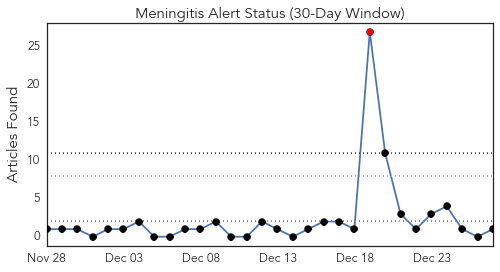 Meningitis Alert Status (30-Day Window)
Articles Found
25
20
15
10
5
0
Nov 28 Dec 03 Dec 08 Dec 13 Dec 18 Dec 23